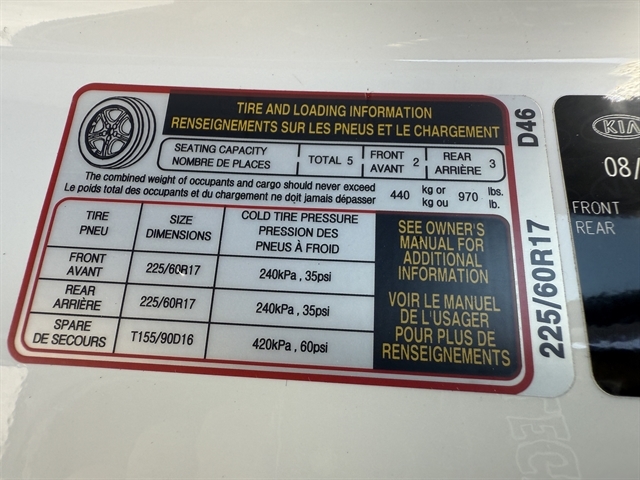 TIRE AND LOADING INFORMATION
RENSEIGNEMENTS SUR LES PNEUS ET LE CHARGEMENT
SEATING CAPACITY
NOMBRE DE PLACES
TOTAL 5
FRONT
AVANT 2
REAR
ARRIÈRE 3
The combined weight of occupants and cargo should never exceed
Le poids total des occupants et du chargement ne doit jamais dépasser
440 kg or 970 lbs.
kg ou lb.
TIRE
PNEU
SIZE
DIMENSIONS
COLD TIRE PRESSURE
PRESSION DES
PNEUS À FROID
FRONT
AVANT
225/60R17
240kPa , 35psi
REAR
ARRIÈRE
225/60R17
240kPa , 35psi
SPARE
DE SECOURS
T155/90D16
420kPa , 60psi
SEE OWNER'S
MANUAL FOR
ADDITIONAL
INFORMATION
VOIR LE MANUEL
DE L'USAGER
POUR PLUS DE
RENSEIGNEMENTS
225/60R17 D46
KIA
08/
FRONT
REAR